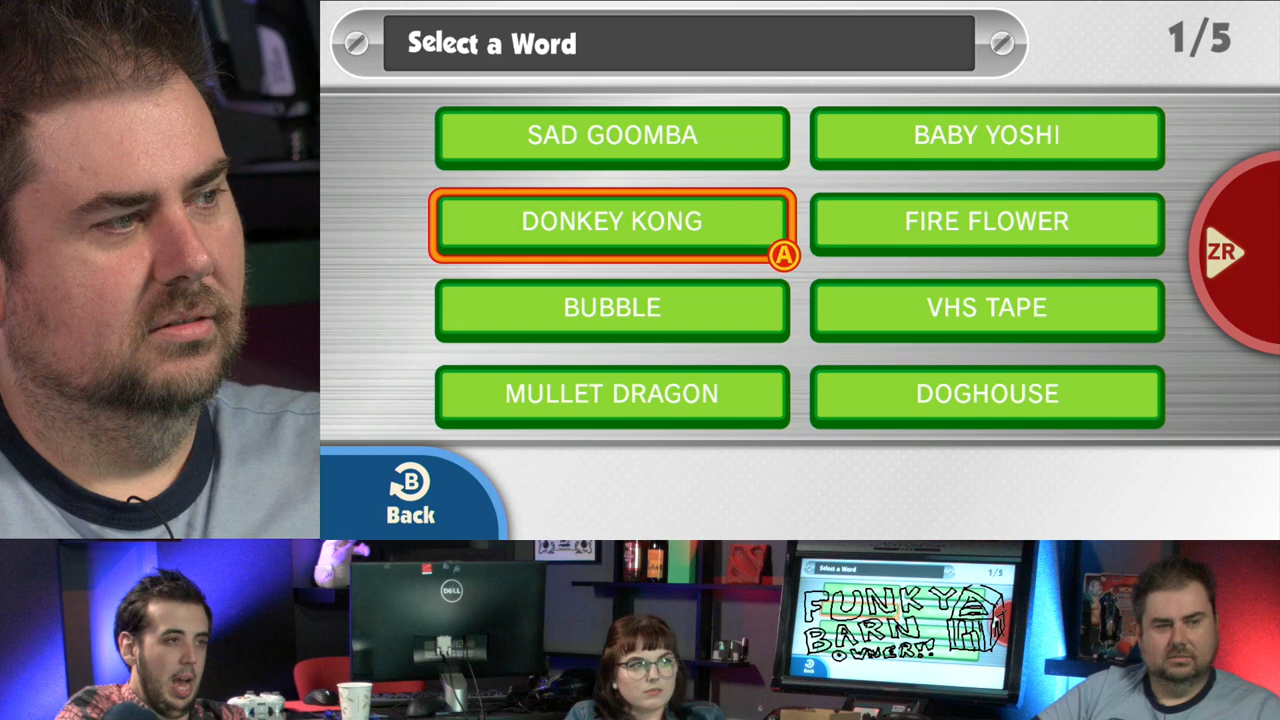 Select a Word
1/5
SAD GOOMBA
BABY YOSHI
DONKEY KONG
A
FIRE FLOWER
ZR
BUBBLE
VHS TAPE
MULLET DRAGON
DOGHOUSE
B
Back
DELL
Select a Word
1/5
FUNKY
BARN
OWNER!!
Back